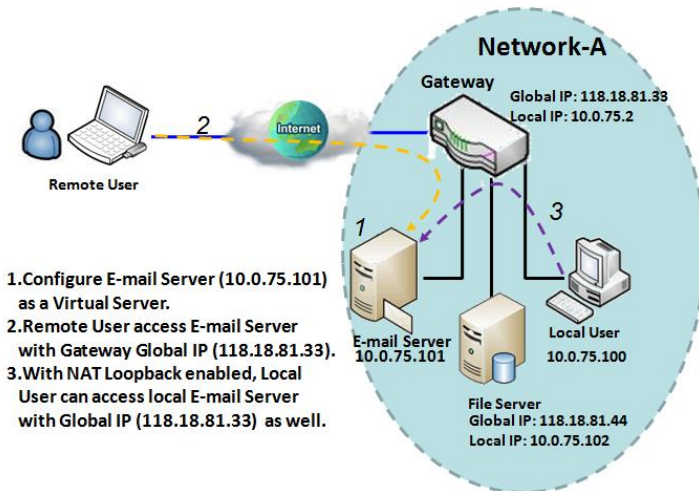 Network-A
Gateway
Global IP: 118.18.81.33
Local IP: 10.0.75.2
2
Internet
Remote User
1
3
1.Configure E-mail Server (10.0.75.101)
as a Virtual Server.
2.Remote User access E-mail Server
with Gateway Global IP (118.18.81.33).
3.With NAT Loopback enabled, Local
User can access local E-mail Server
with Global IP (118.18.81.33) as well.
E-mail Server
10.0.75.101
Local User
10.0.75.100
File Server
Global IP: 118.18.81.44
Local IP: 10.0.75.102